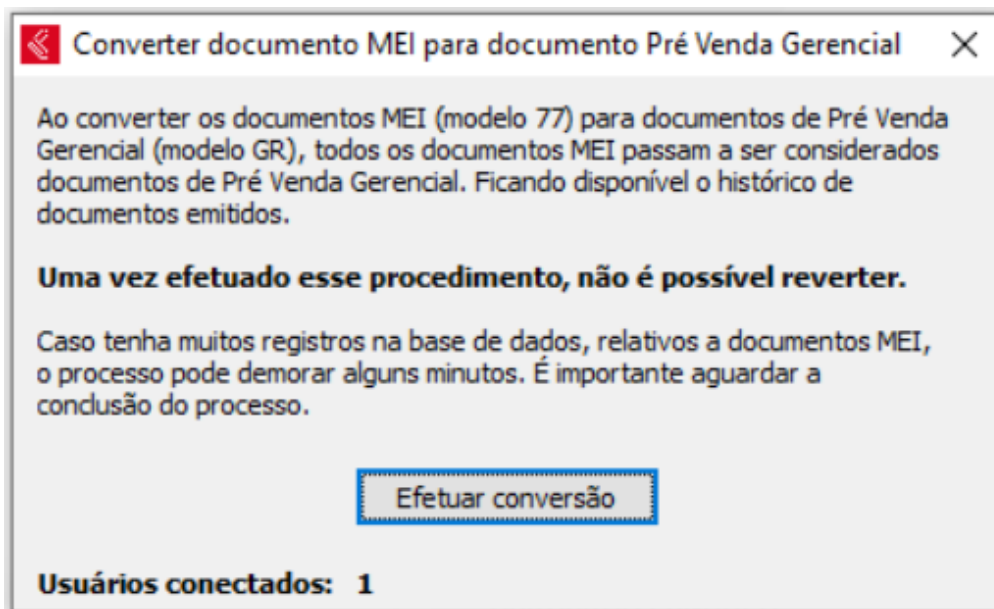 Converter documento MEI para documento Pré Venda Gerencial
Ao converter os documentos MEI (modelo 77) para documentos de Pré Venda
Gerencial (modelo GR), todos os documentos MEI passam a ser considerados
documentos de Pré Venda Gerencial. Ficando disponível o histórico de
documentos emitidos.
Uma vez efetuado esse procedimento, não é possível reverter.
Caso tenha muitos registros na base de dados, relativos a documentos MEI,
o processo pode demorar alguns minutos. É importante aguardar a
conclusão do processo.
Efetuar conversão
Usuários conectados: 1